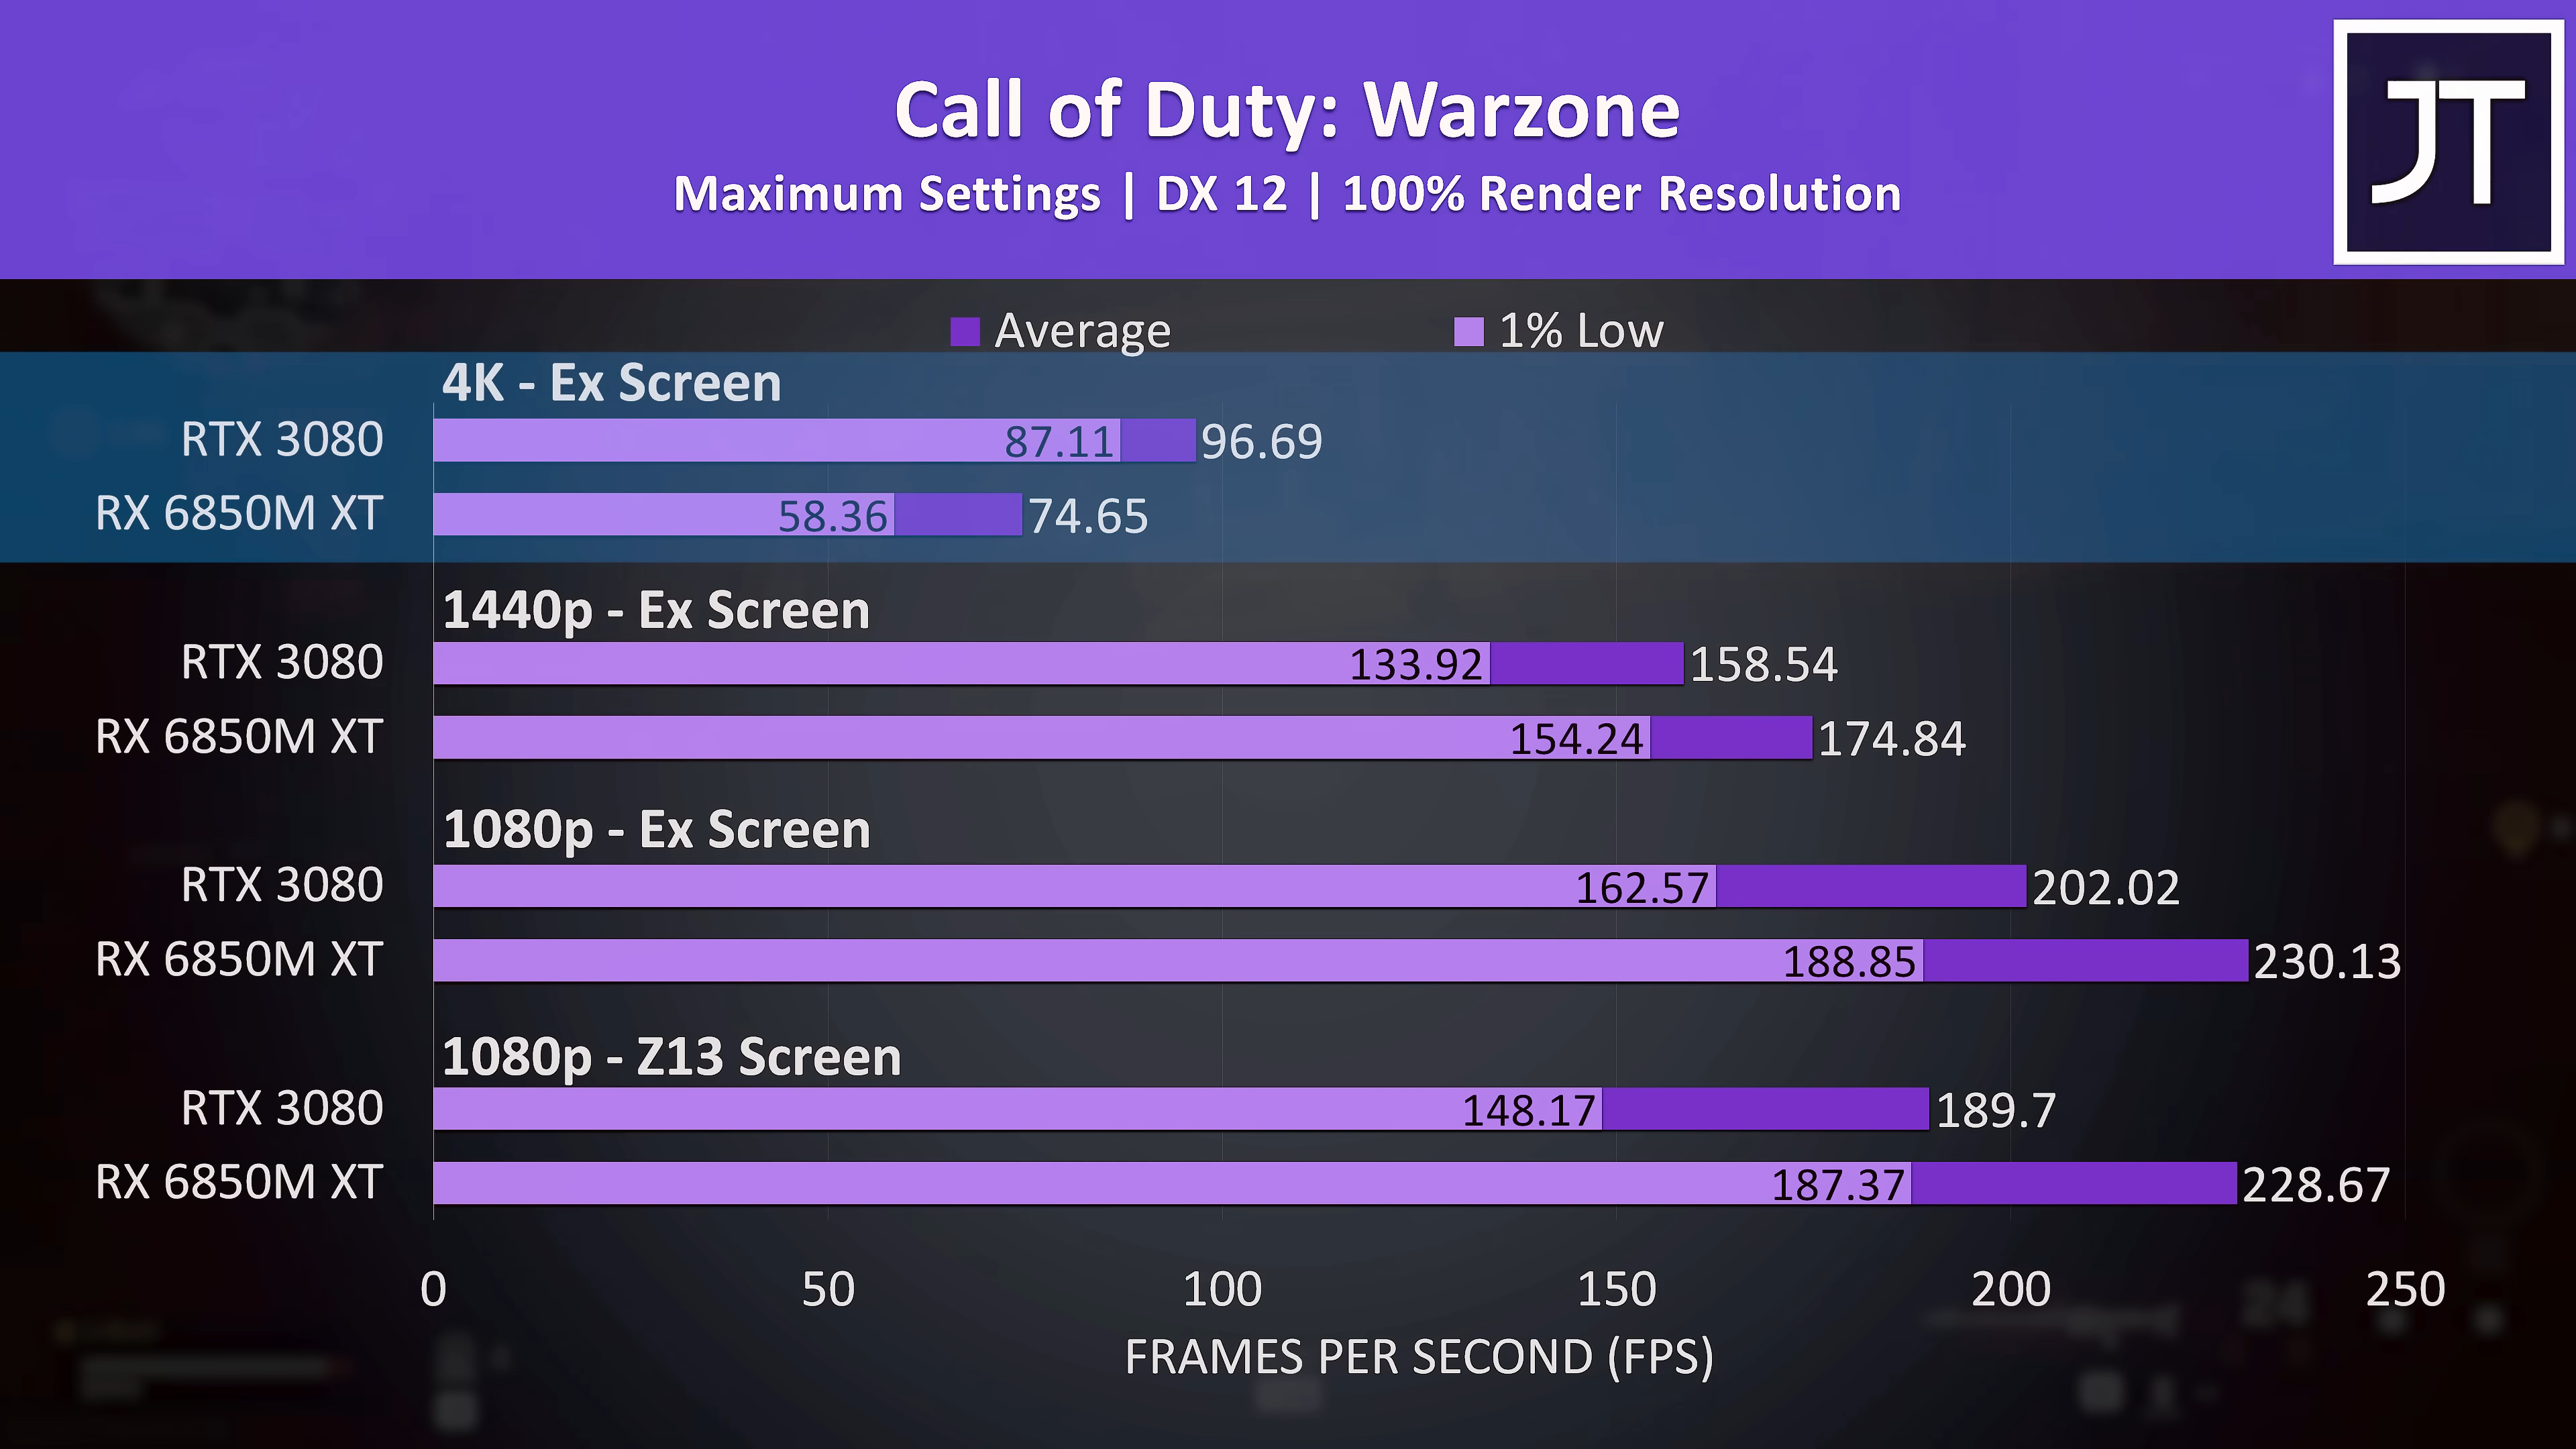 Call of Duty: Warzone
Maximum Settings | DX 12 | 100% Render Resolution
JT
Average
1% Low
4K - Ex Screen
RTX 3080
87.11
96.69
RX 6850M XT
58.36
74.65
1440p - Ex Screen
RTX 3080
133.92
158.54
RX 6850M XT
154.24
174.84
1080p - Ex Screen
RTX 3080
162.57
202.02
RX 6850M XT
188.85
230.13
1080p - Z13 Screen
RTX 3080
148.17
189.7
RX 6850M XT
187.37
228.67
0
50
100
150
200
250
24
FRAMES PER SECOND (FPS)